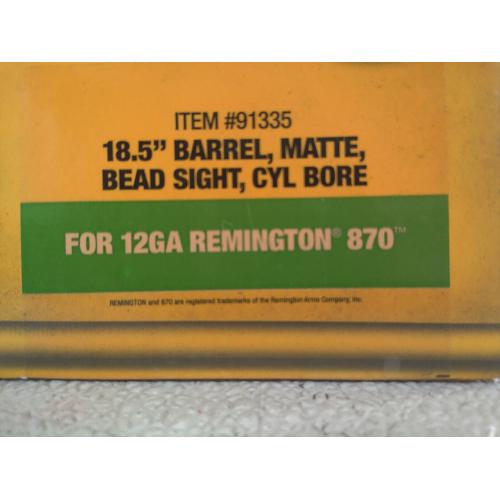 ITEM #91335
18.5” BARREL, MATTE,
BEAD SIGHT, CYL BORE
FOR 12GA REMINGTON® 870™
REMINGTON and 870 are registered trademarks of the Remington Arms Company, Inc.